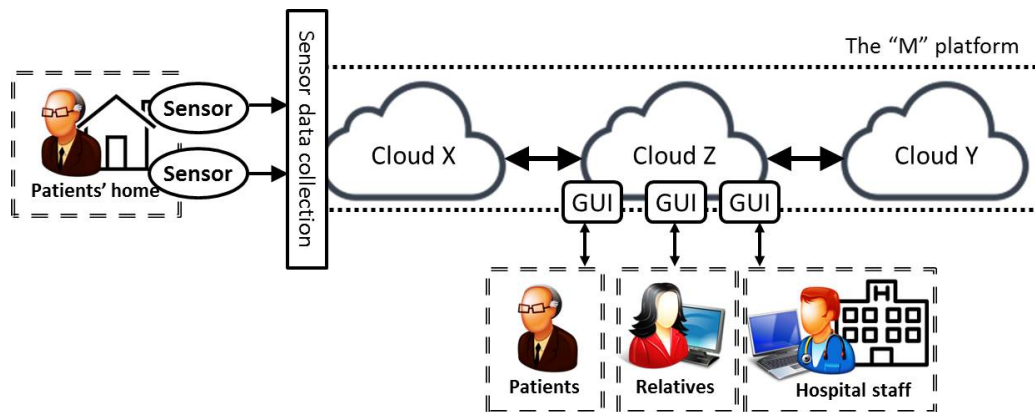 The “M” platform
Sensor
Sensor
Patients’ home
Sensor data collection
Cloud X
Cloud Z
Cloud Y
GUI
GUI
GUI
H
Patients
Relatives
Hospital staff